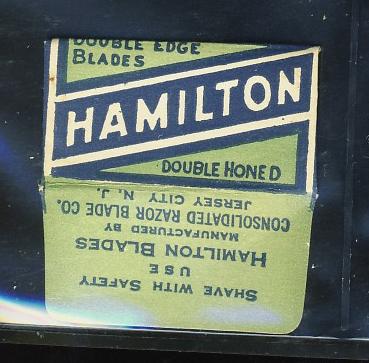 DOUBLE EDGE
BLADES
HAMILTON
DOUBLE HONED
SHAVE WITH SAFETY
USE
HAMILTON BLADES
MANUFACTURED BY
CONSOLIDATED RAZOR BLADE CO.
JERSEY CITY N. J.